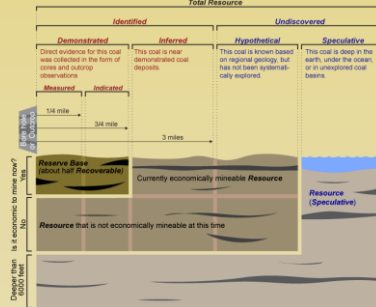 Total Resource
Identified
Undiscovered
Demonstrated
Inferred
Hypothetical
Speculative
Direct evidence for this coal
was collected in the form of
cores and outcrop
observations
This coal is near
demonstrated coal
deposits
This coal is known based
on regional geology, but
has not been systemati-
cally explored.
This coal is deep in the
earth, under the ocean,
or in unexplored coal
basins.
Measured
Indicated
1/4 mile
3/4 mile
3 miles
Bore Hole
or Outcrop
Is it economic to mine now?
Yes
Reserve Base
(about half Recoverable)
Currently economically mineable Resource
Resource
(Speculative)
No
Resource that is not economically mineable at this time
Deeper than
6000 feet